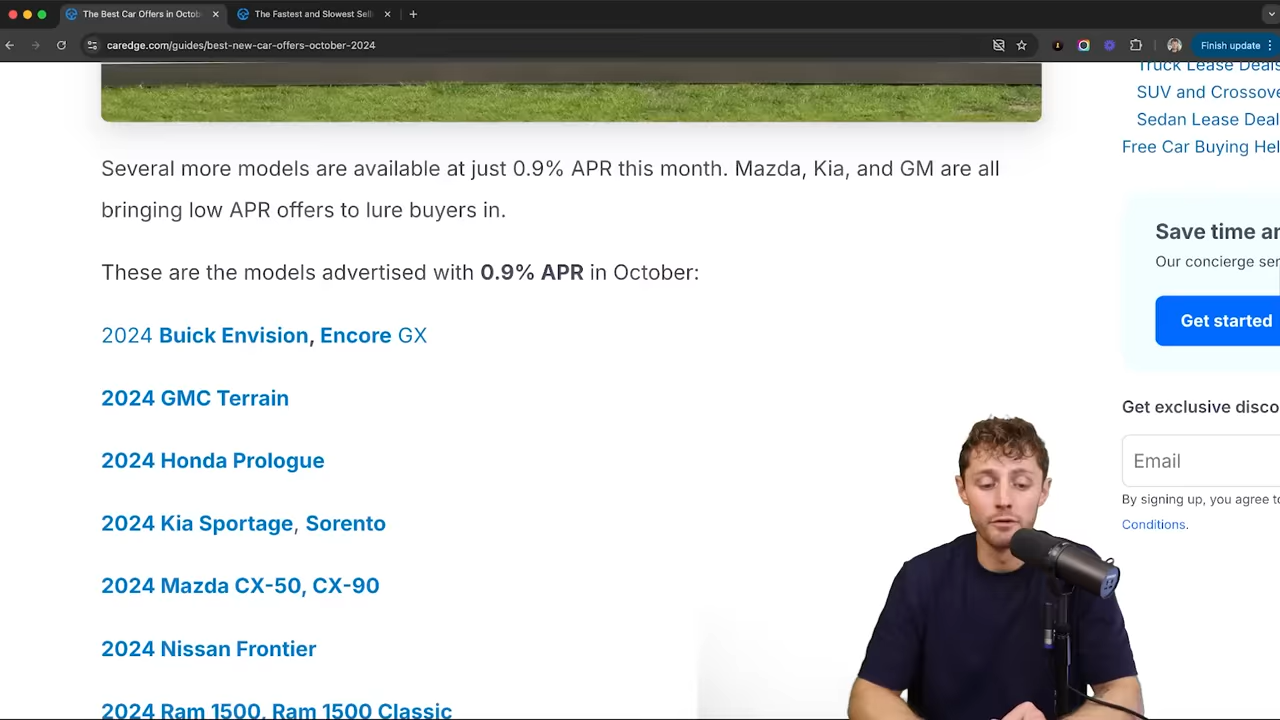 The Best Car Offers in Octob
The Fastest and Slowest Sell
caredge.com/guides/best-new-car-offers-october-2024
Finish update
Truck Lease Deals
SUV and Crossove
Sedan Lease Deal
Free Car Buying Hel
Several more models are available at just 0.9% APR this month. Mazda, Kia, and GM are all
bringing low APR offers to lure buyers in.
These are the models advertised with 0.9% APR in October:
2024 Buick Envision, Encore GX
2024 GMC Terrain
2024 Honda Prologue
2024 Kia Sportage, Sorento
2024 Mazda CX-50, CX-90
2024 Nissan Frontier
2024 Ram 1500, Ram 1500 Classic
Save time an
Our concierge ser
Get started
Get exclusive disco
Email
By signing up, you agree to
Conditions.